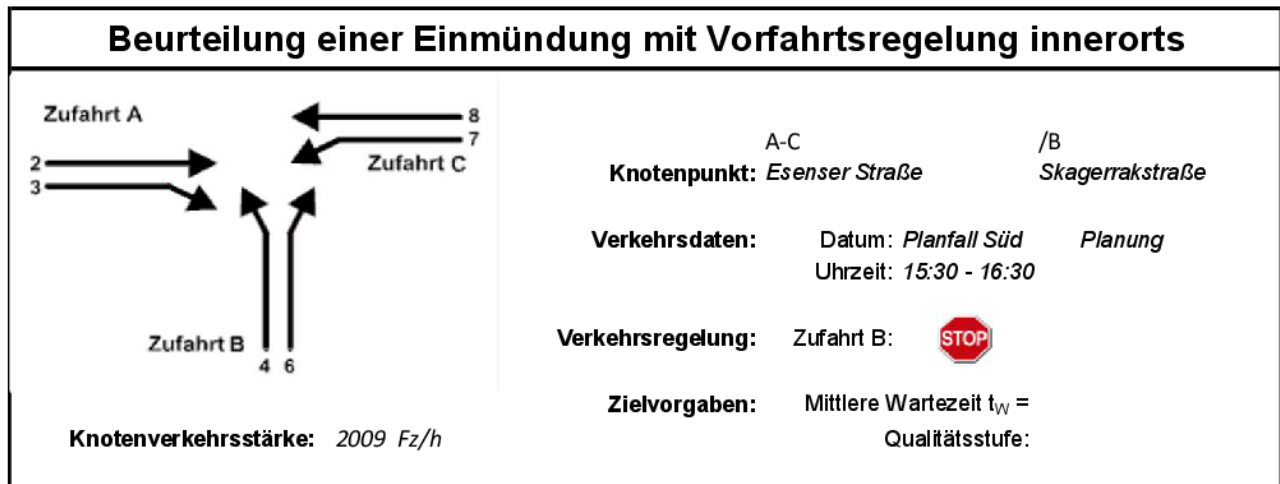 Beurteilung einer Einmündung mit Vorfahrtsregelung innerorts
Zufahrt A
8
7
2
Zufahrt C
3
Zufahrt B
4 6
Knotenverkehrsstärke: 2009 Fz/h
A-C /B
Knotenpunkt: Esenser Straße Skagerrakstraße
Verkehrsdaten: Datum: Planfall Süd Planung
Uhrzeit: 15:30 - 16:30
Verkehrsregelung: Zufahrt B: STOP
Zielvorgaben: Mittlere Wartezeit tW =
Qualitätsstufe: